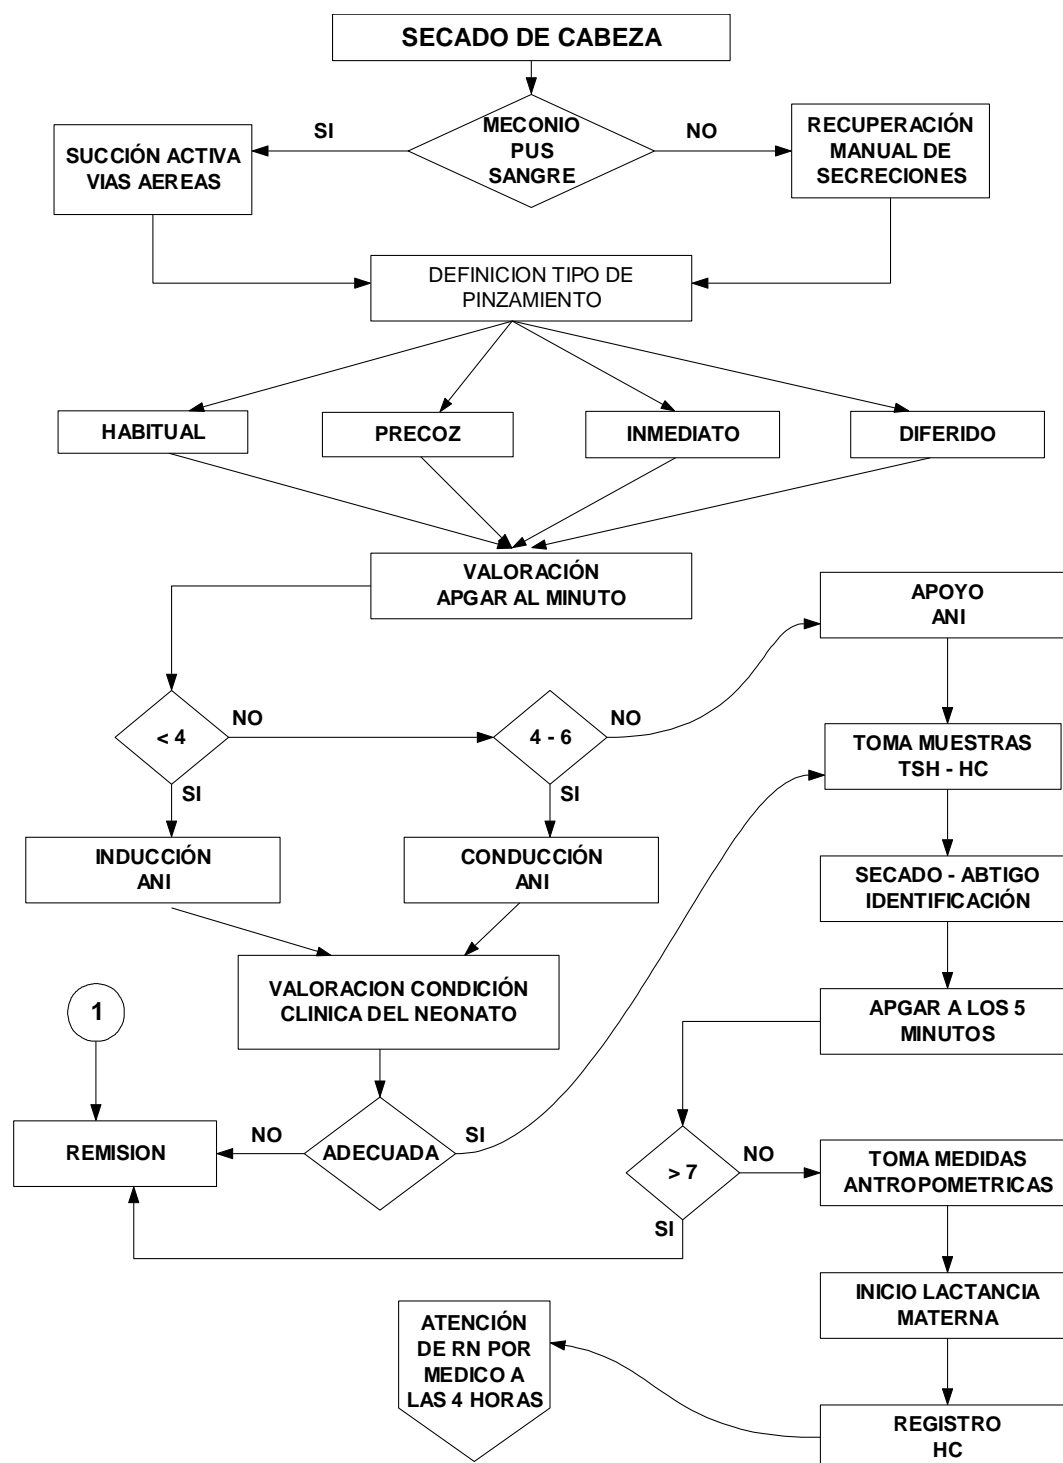 SECADO DE CABEZA
MECONIO
PUS
SANGRE
SI
NO
SUCCIÓN ACTIVA
VIAS AEREAS
RECUPERACIÓN
MANUAL DE
SECRECIONES
DEFINICION TIPO DE
PINZAMIENTO
HABITUAL
PRECOZ
INMEDIATO
DIFERIDO
VALORACIÓN
APGAR AL MINUTO
APOYO
ANI
< 4
NO
4 - 6
NO
SI
SI
TOMA MUESTRAS
TSH - HC
INDUCCIÓN
ANI
CONDUCCIÓN
ANI
SECADO - ABTIGO
IDENTIFICACIÓN
VALORACION CONDICIÓN
CLINICA DEL NEONATO
1
APGAR A LOS 5
MINUTOS
REMISION
NO
ADECUADA
SI
> 7
NO
SI
TOMA MEDIDAS
ANTROPOMETRICAS
INICIO LACTANCIA
MATERNA
ATENCIÓN
DE RN POR
MEDICO A
LAS 4 HORAS
REGISTRO
HC